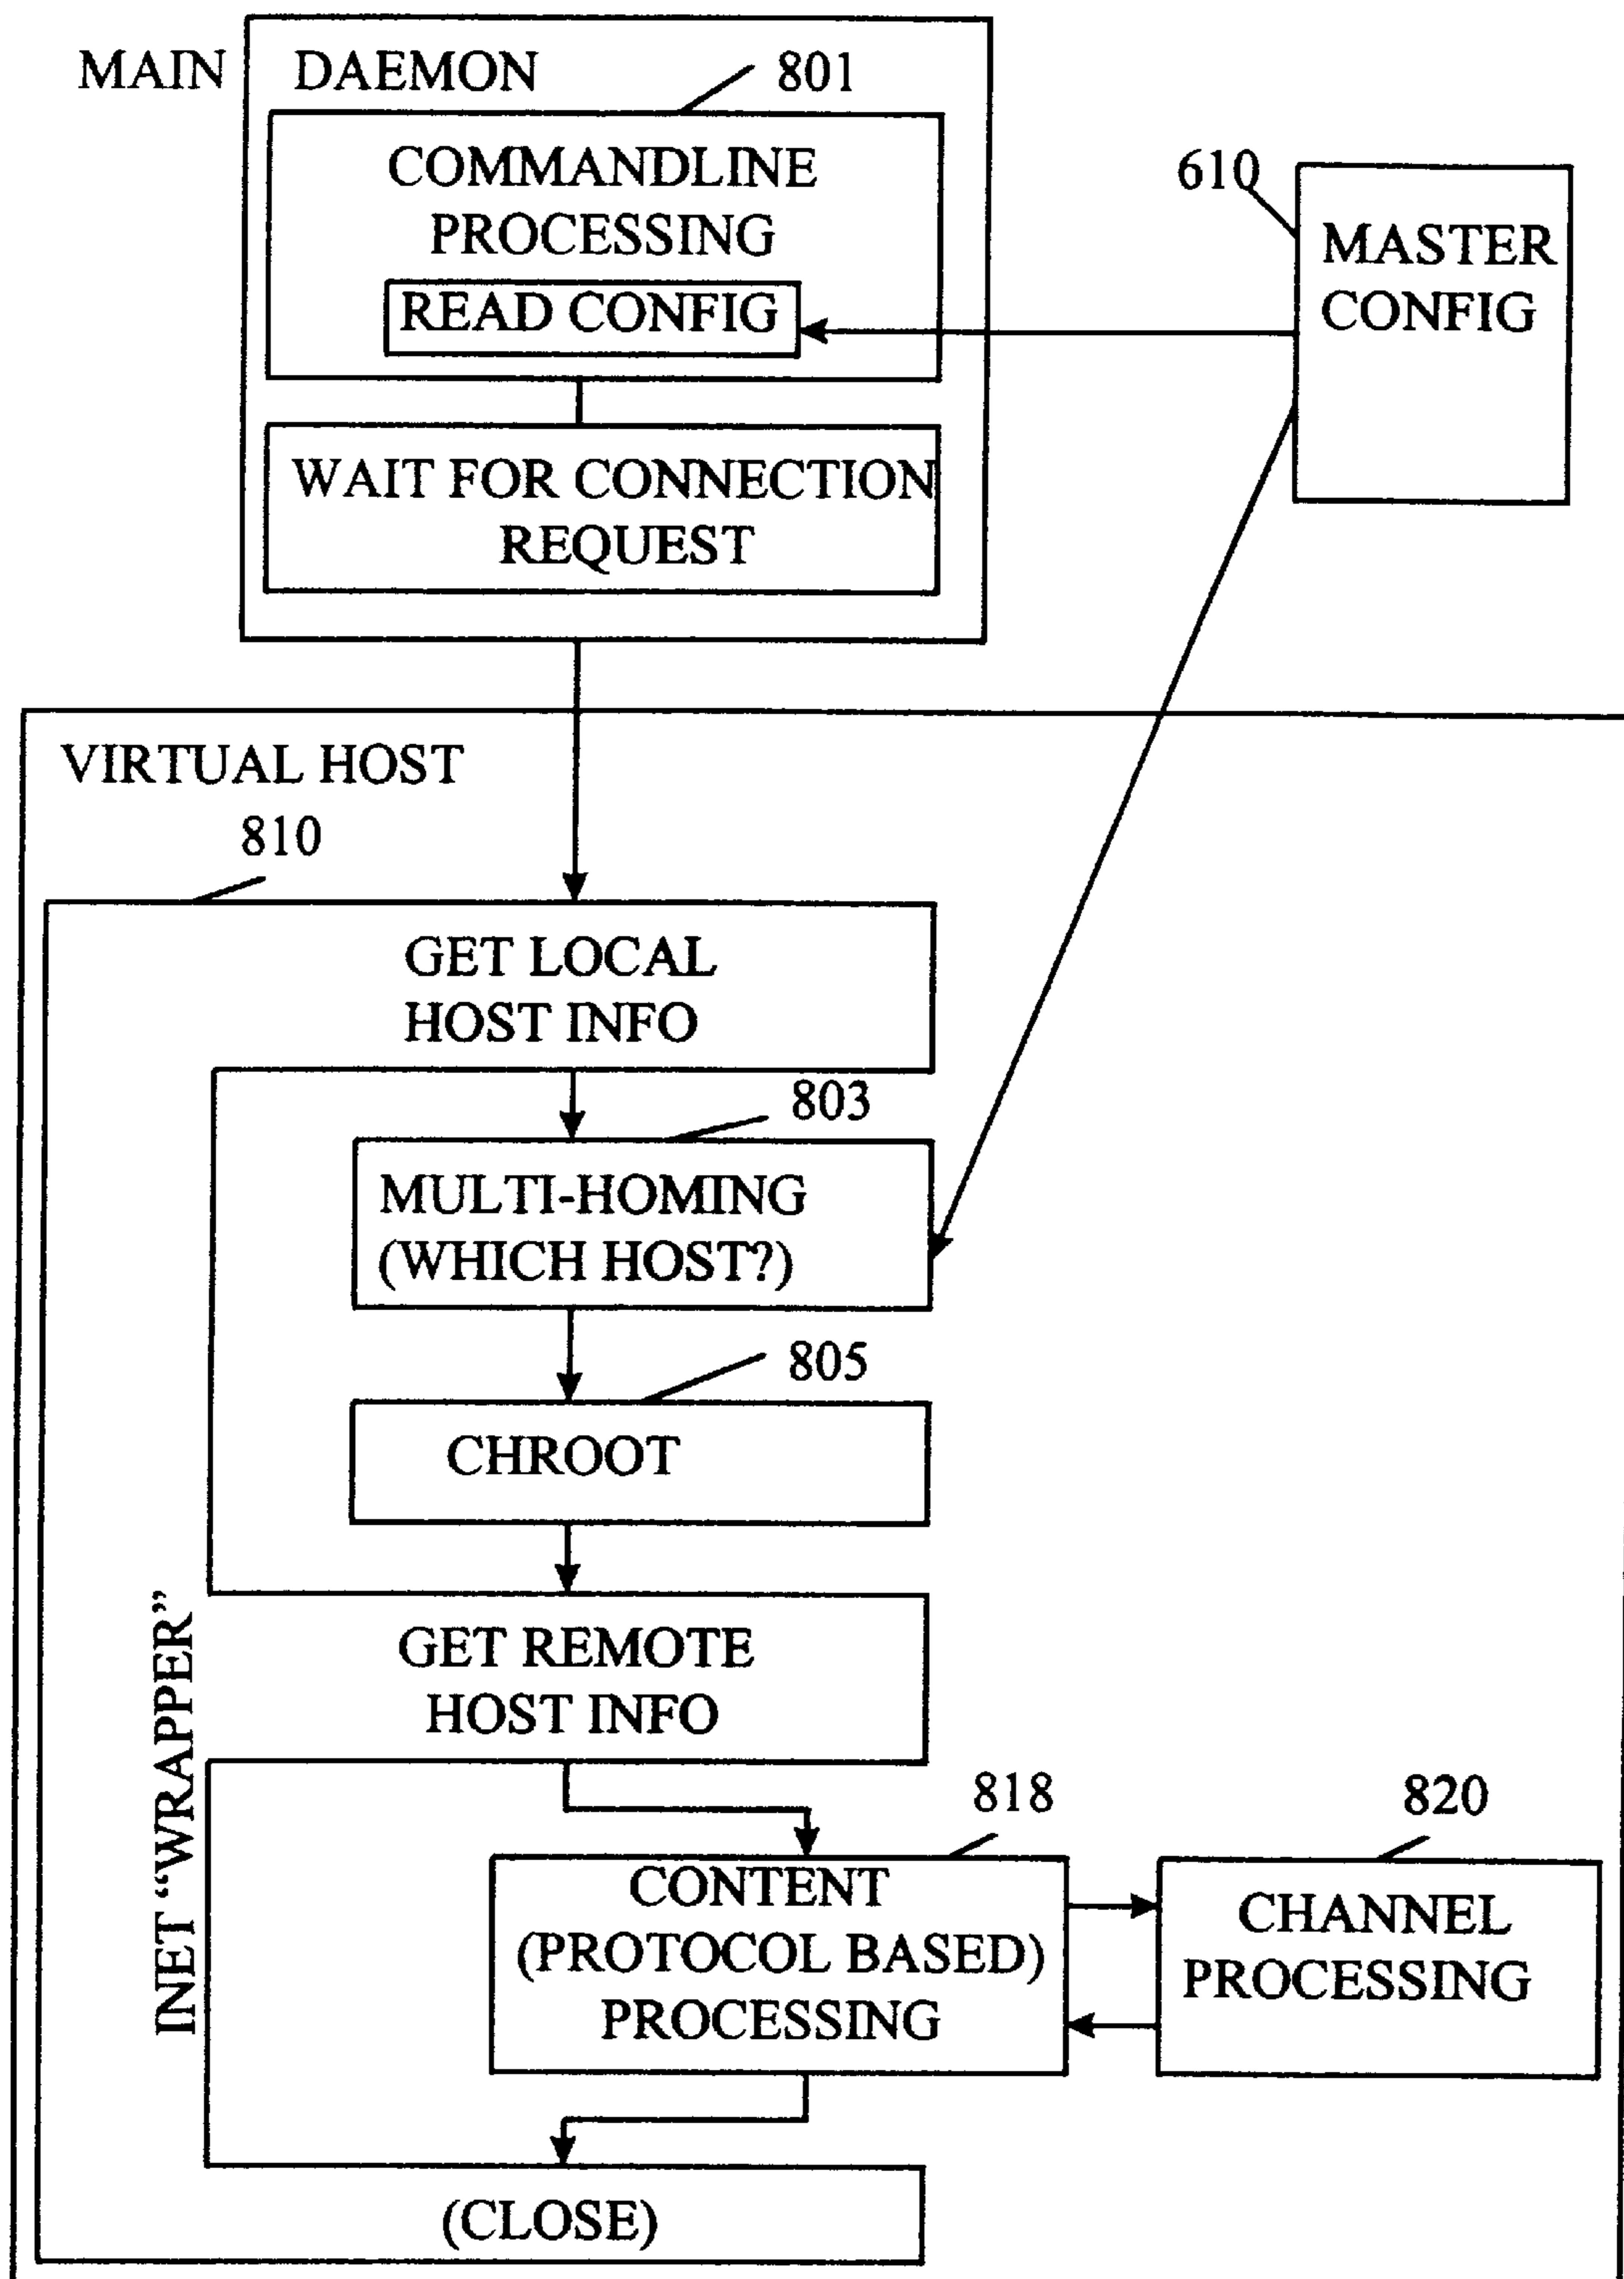 MAIN DAEMON
801
COMMANDLINE
PROCESSING
READ CONFIG
610
MASTER
CONFIG
WAIT FOR CONNECTION
REQUEST
VIRTUAL HOST
810
GET LOCAL
HOST INFO
803
MULTI-HOMING
(WHICH HOST?)
805
CHROOT
INET “WRAPPER”
GET REMOTE
HOST INFO
818
820
CONTENT
(PROTOCOL BASED)
PROCESSING
CHANNEL
PROCESSING
(CLOSE)